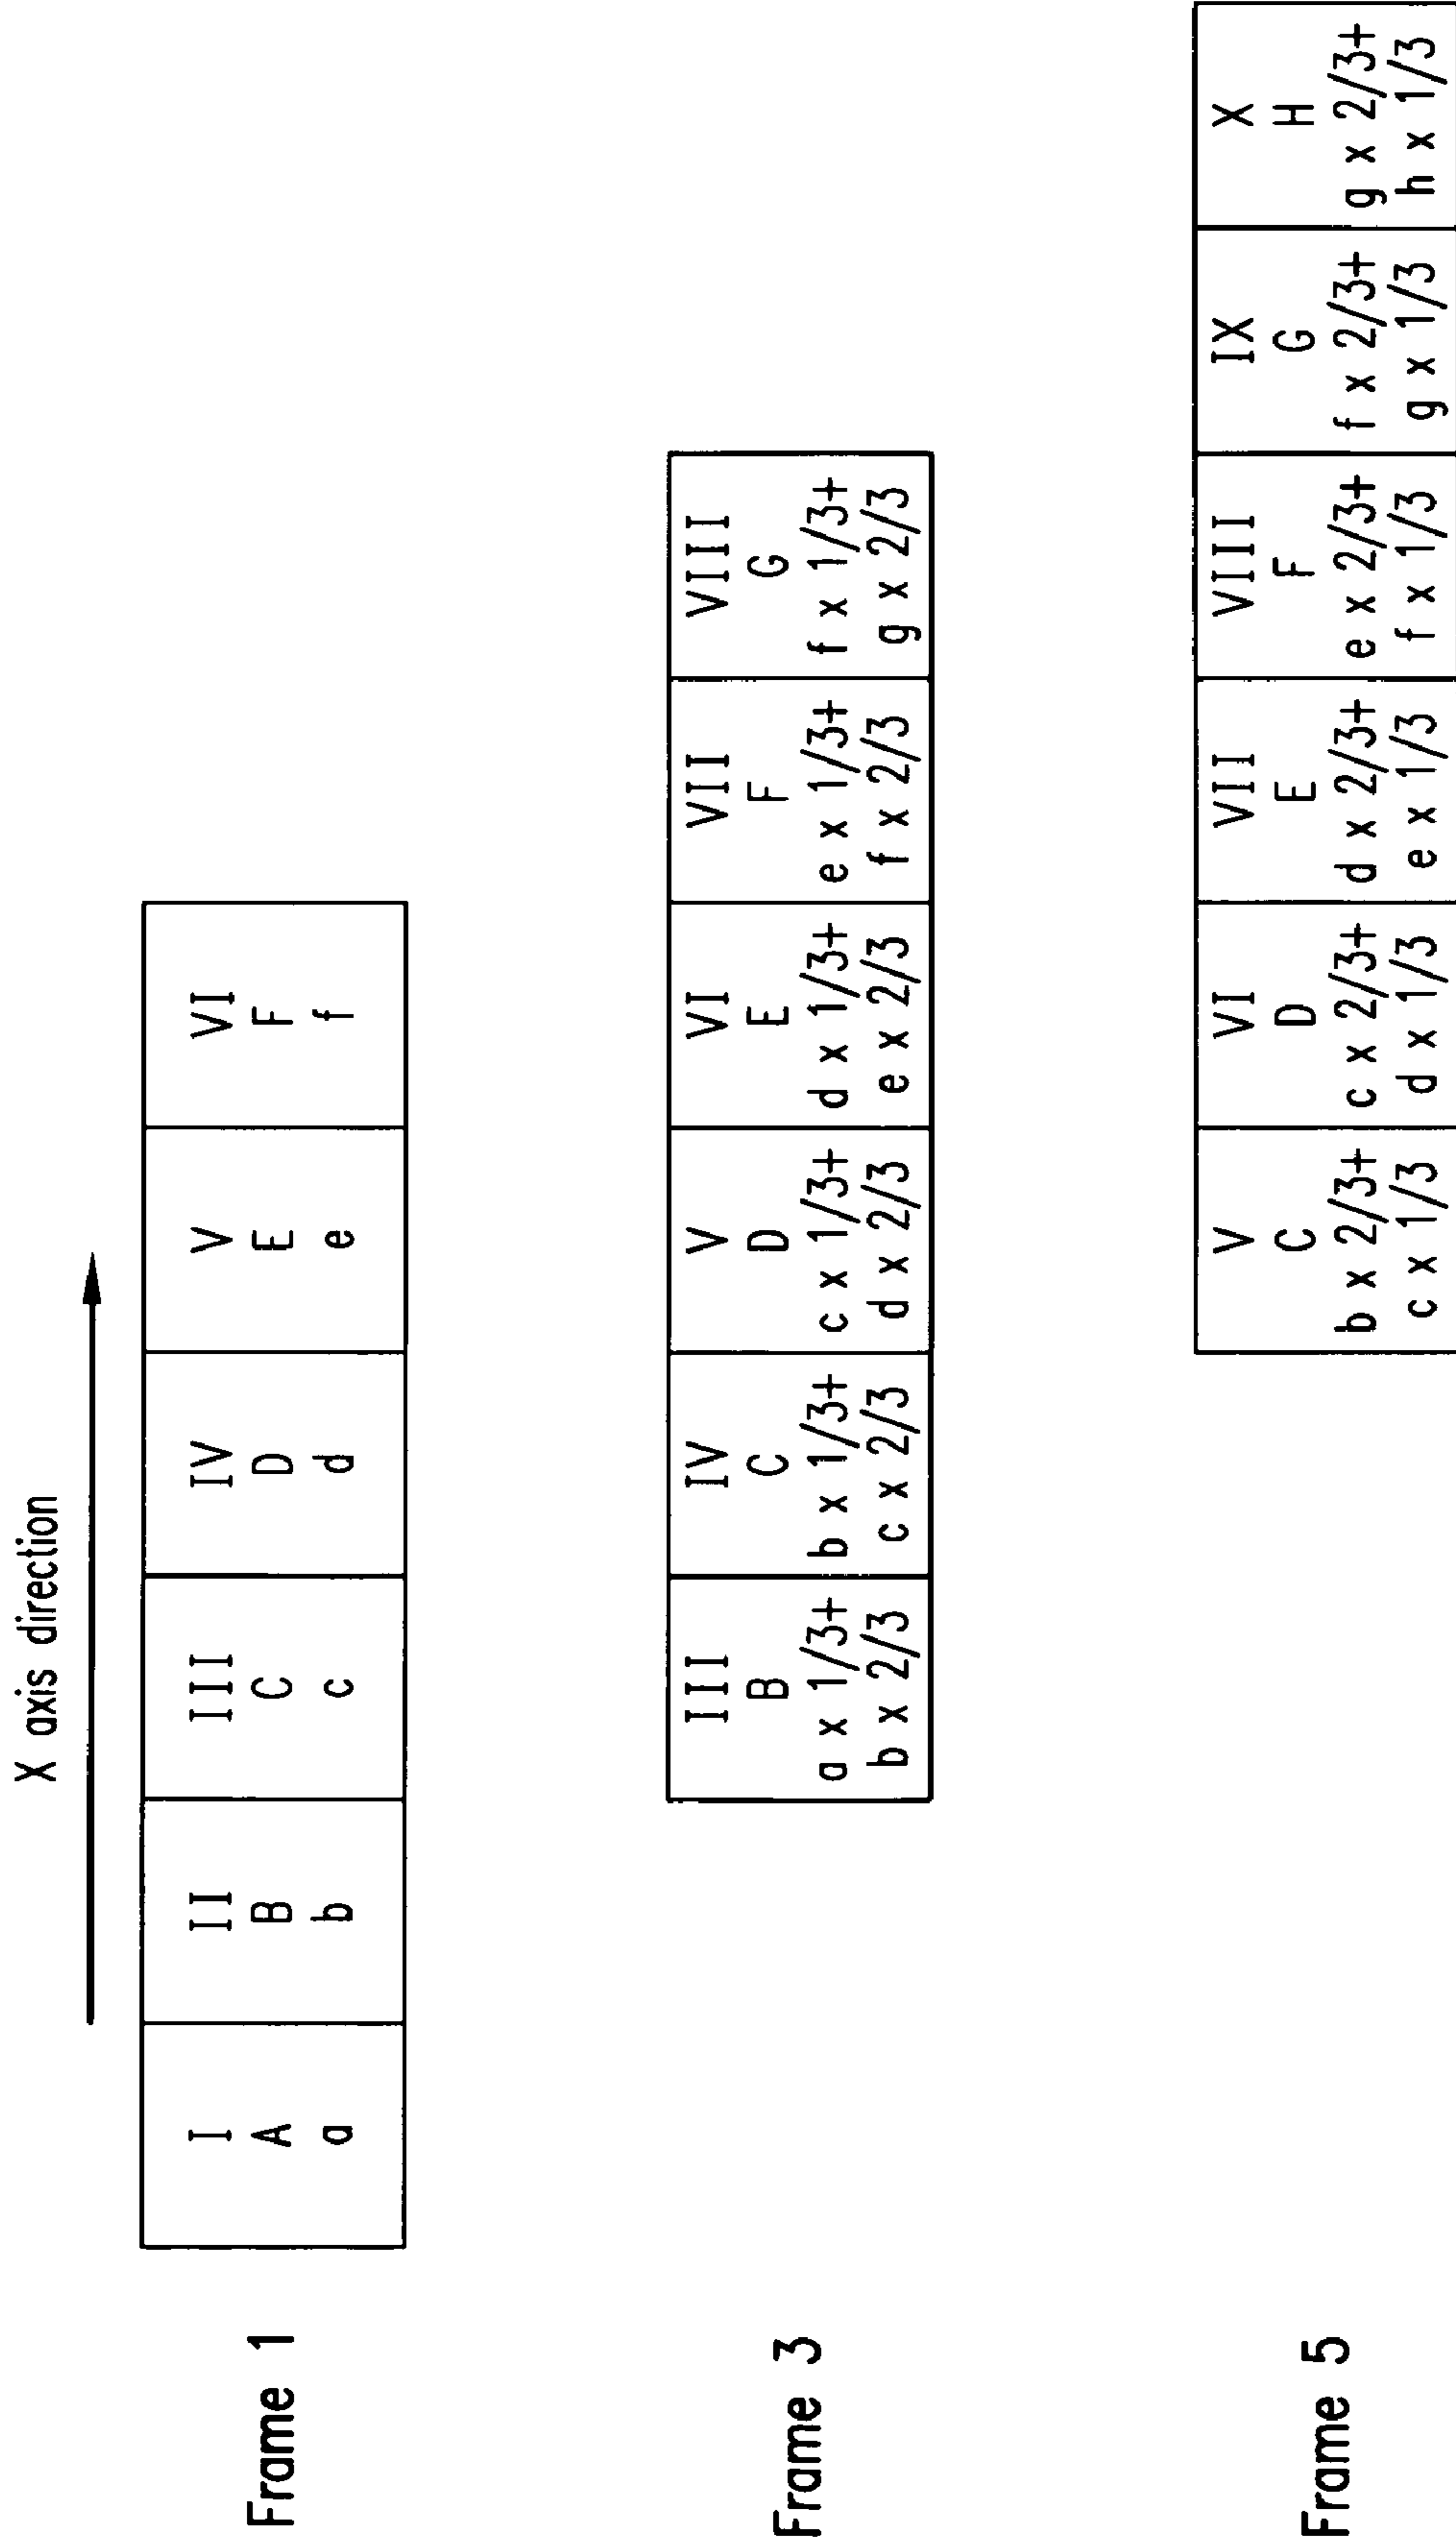 X axis direction
Frame 1
I
A
a
II
B
b
III
C
c
IV
D
d
V
E
e
VI
F
f
Frame 3
III
B
a x 1/3+
b x 2/3
IV
C
b x 1/3+
c x 2/3
V
D
c x 1/3+
d x 2/3
VI
E
d x 1/3+
e x 2/3
VII
F
e x 1/3+
f x 2/3
VIII
G
f x 1/3+
g x 2/3
Frame 5
V
C
b x 2/3+
c x 1/3
VI
D
c x 2/3+
d x 1/3
VII
E
d x 2/3+
e x 1/3
VIII
F
e x 2/3+
f x 1/3
IX
G
f x 2/3+
g x 1/3
X
H
g x 2/3+
h x 1/3